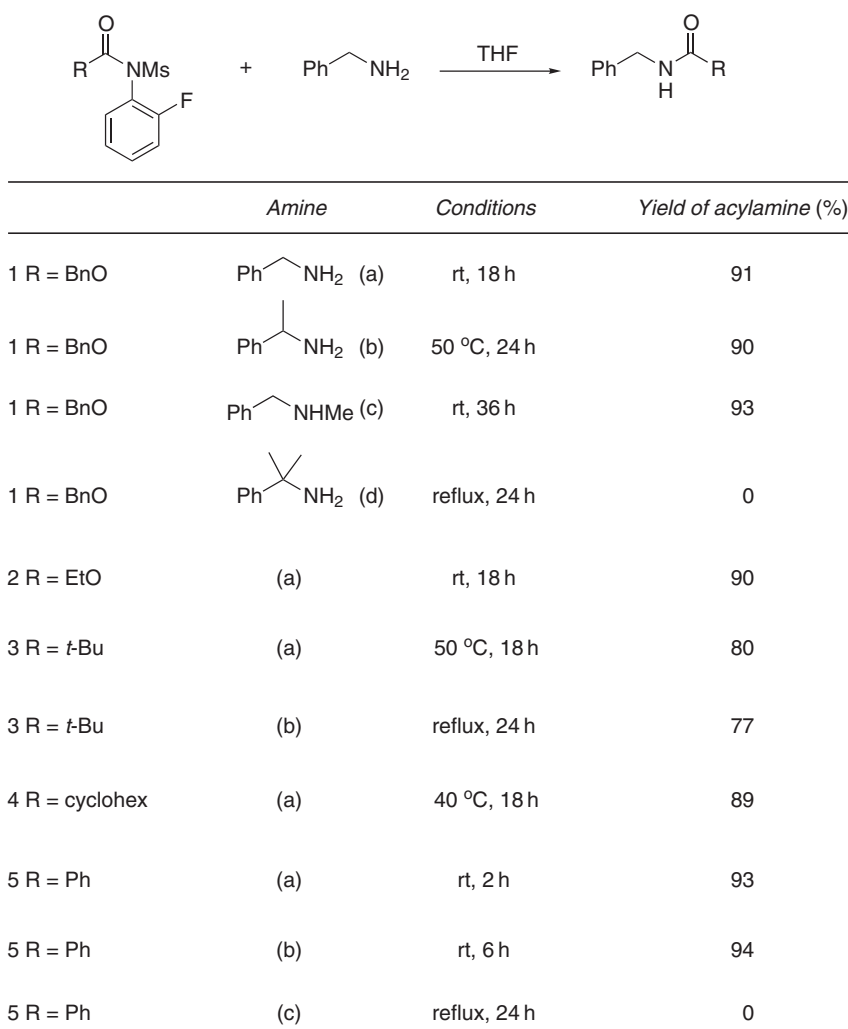 O
R NMs + Ph NH2 THF Ph N H O R
F
Amine Conditions Yield of acylamine (%)
1 R = BnO Ph NH2 (a) rt, 18 h 91
1 R = BnO Ph NH2 (b) 50 °C, 24 h 90
1 R = BnO Ph NHMe (c) rt, 36 h 93
1 R = BnO Ph NH2 (d) reflux, 24 h 0
2 R = EtO (a) rt, 18 h 90
3 R = t-Bu (a) 50 °C, 18 h 80
3 R = t-Bu (b) reflux, 24 h 77
4 R = cyclohex (a) 40 °C, 18 h 89
5 R = Ph (a) rt, 2 h 93
5 R = Ph (b) rt, 6 h 94
5 R = Ph (c) reflux, 24 h 0